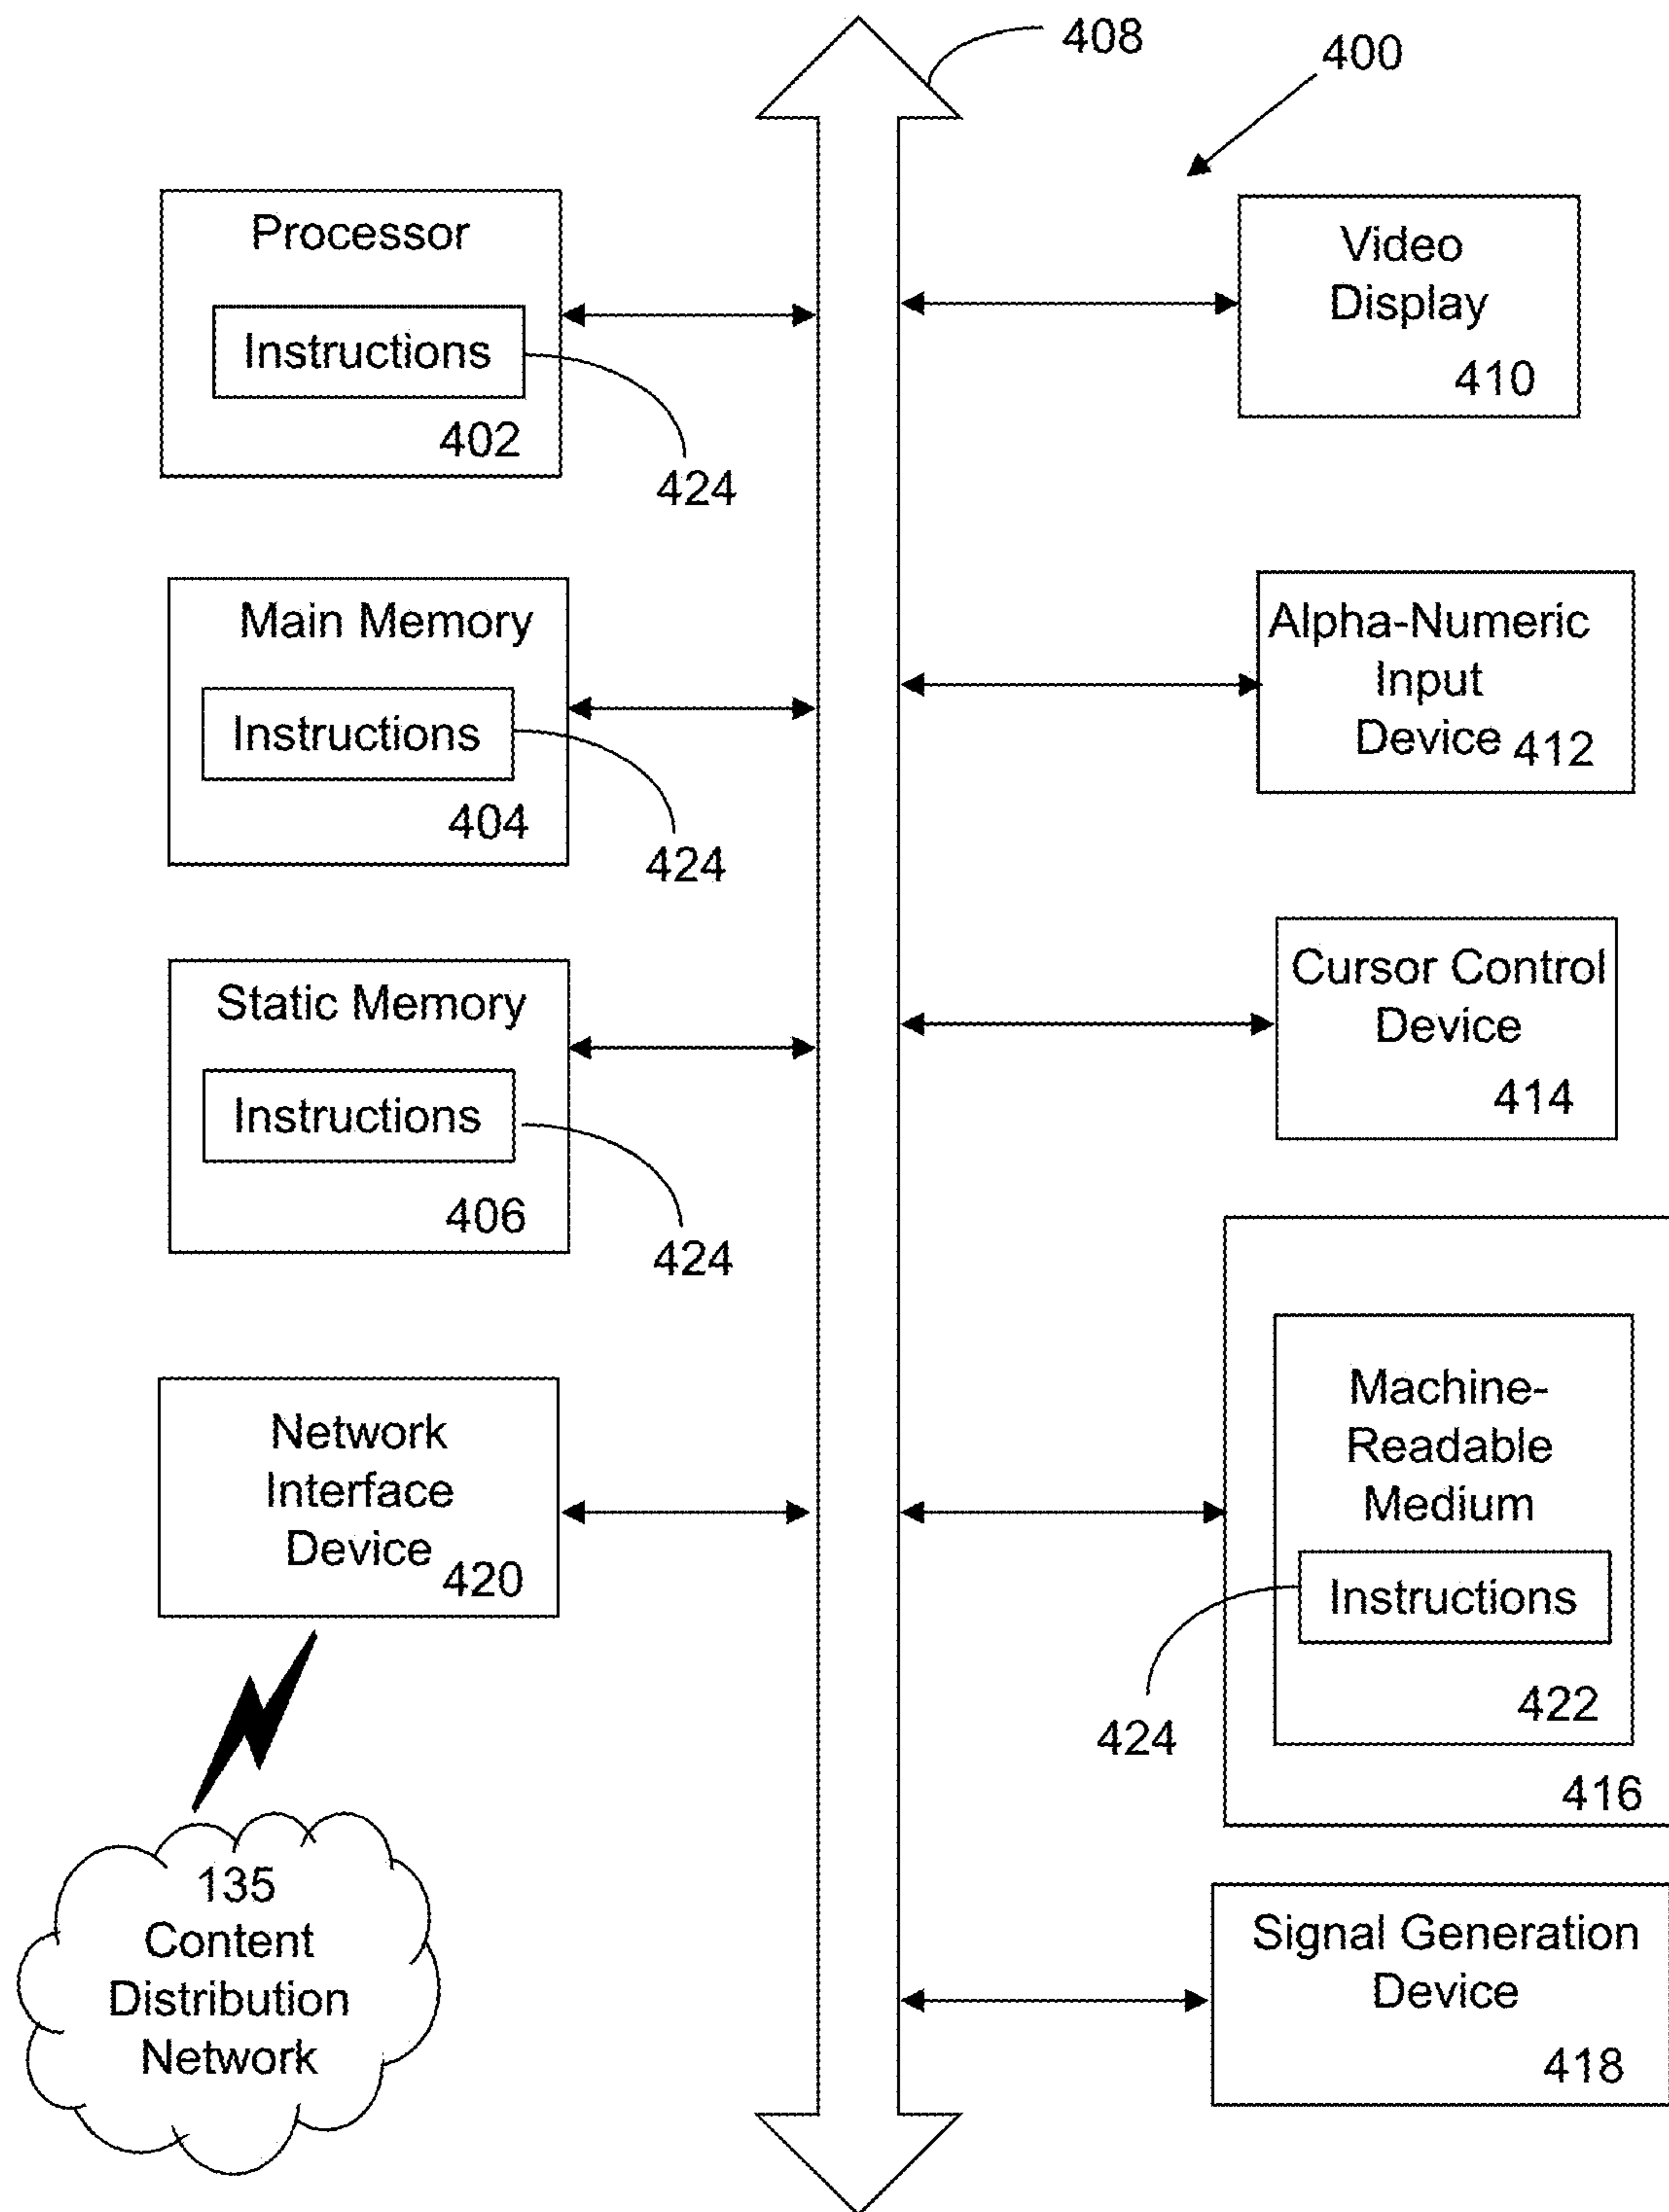 408
400
Processor
Instructions
402
424
Video
Display
410
Main Memory
Instructions
404
424
Alpha-Numeric
Input
Device 412
Static Memory
Instructions
406
424
Cursor Control
Device
414
Network
Interface
Device
420
Machine-
Readable
Medium
Instructions
422
424
416
135
Content
Distribution
Network
Signal Generation
Device
418